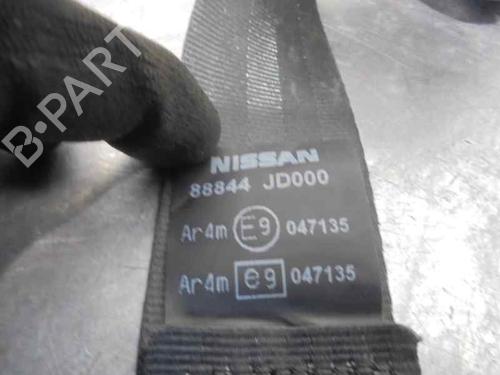 B-PART
NISSAN
88844 JD000
Ar4m E9 047135
Ar4m e9 047135